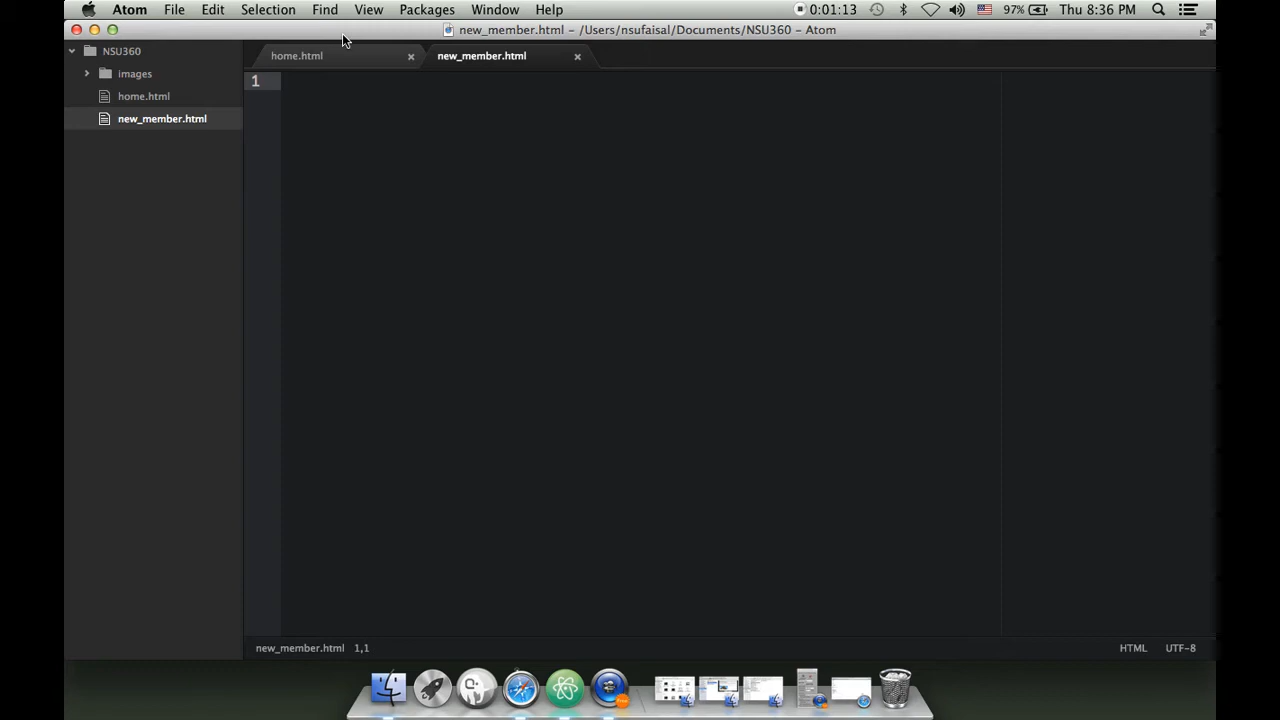 Atom File Edit Selection Find View Packages Window Help 0:01:13 97% Thu 8:36 PM
new_member.html – /Users/nsufaisal/Documents/NSU360 – Atom
NSU360
images
home.html
new_member.html
home.html new_member.html
1
new_member.html 1,1 HTML UTF-8